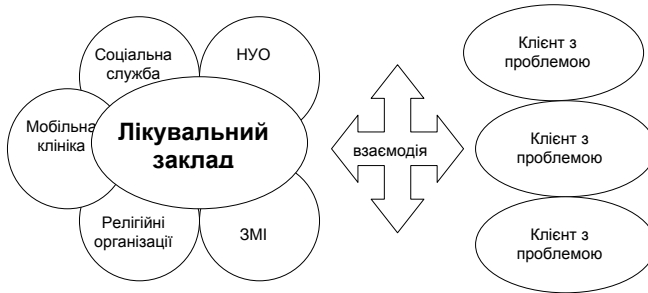 Соціальна
служба
НУО
Мобільна
клініка
Лікувальний
заклад
Релігійні
організації
ЗМІ
взаємодія
Клієнт з
проблемою
Клієнт з
проблемою
Клієнт з
проблемою